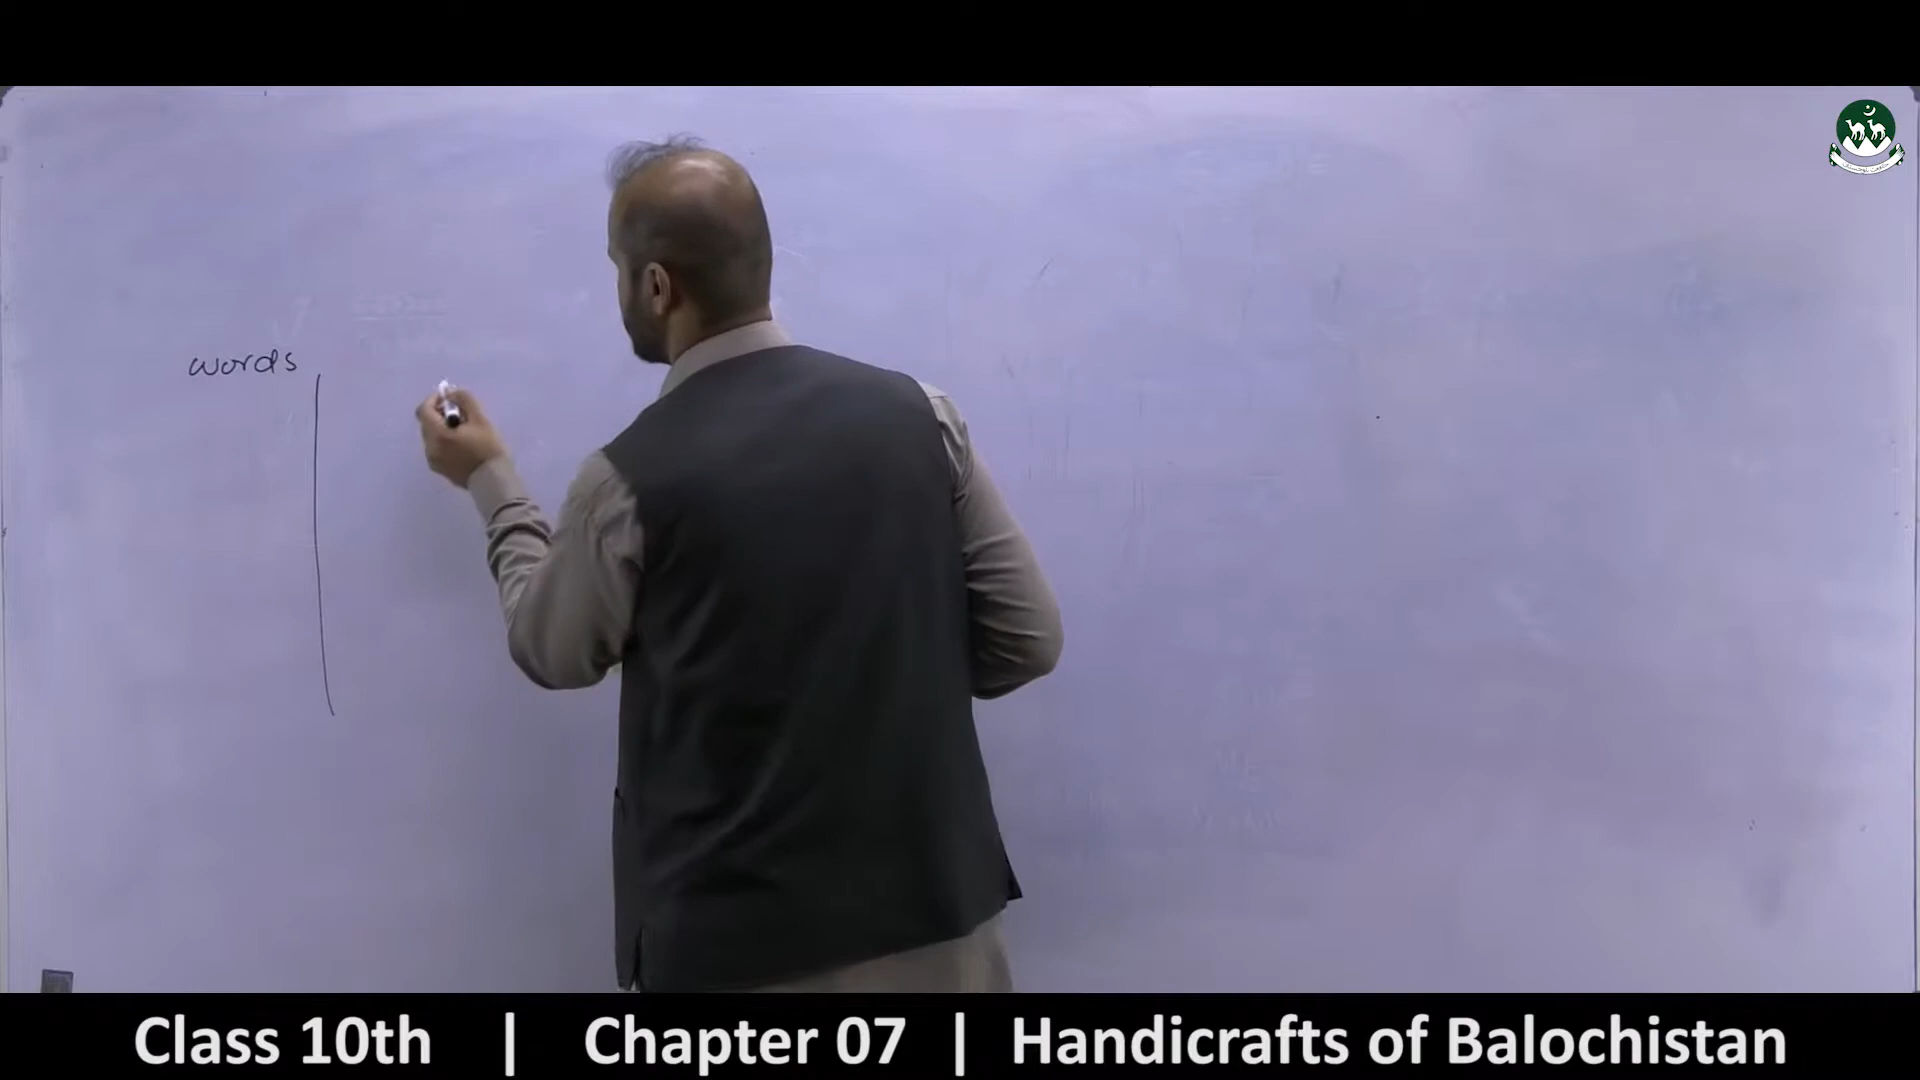 words
Class 10th | Chapter 07 | Handicrafts of Balochistan